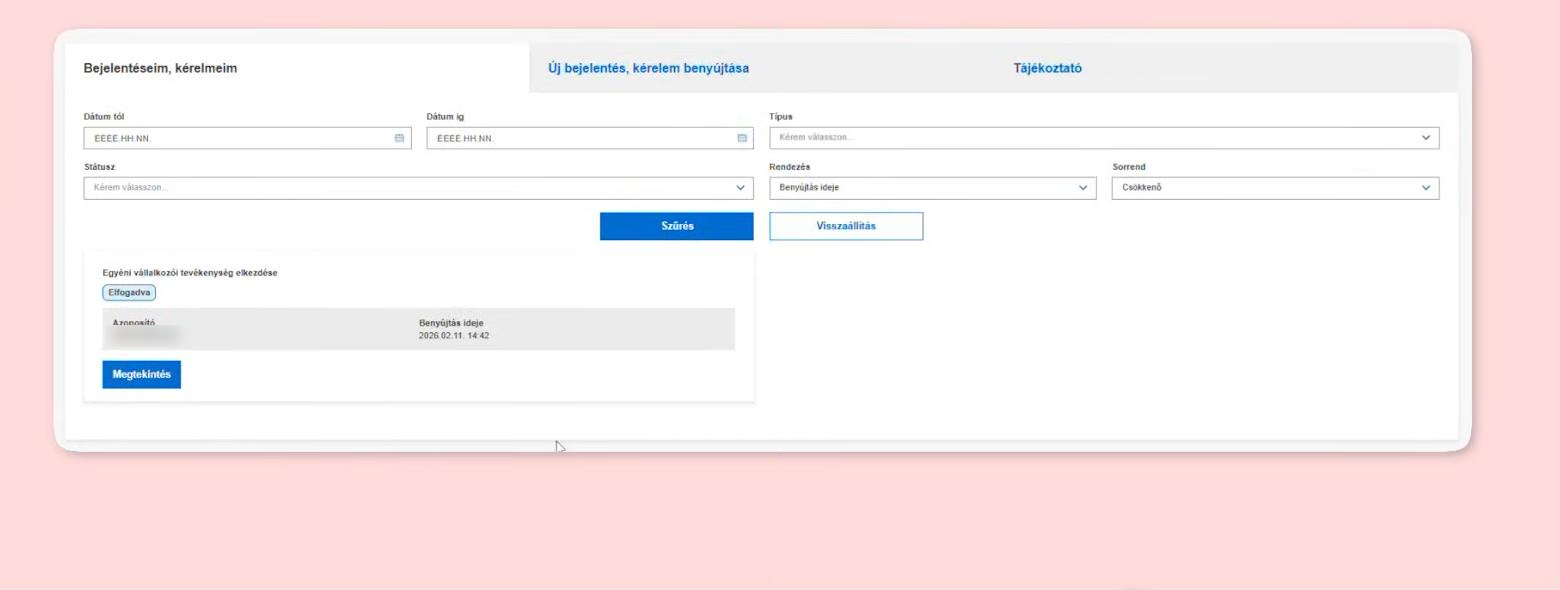 Bejelentéseim, kérelmeim
Új bejelentés, kérelem benyújtása
Tájékoztató
Dátum tól
Dátum ig
Típus
ÉÉÉÉ.HH.NN.
ÉÉÉÉ.HH.NN.
Kérem válasszon...
Státusz
Rendezés
Sorrend
Kérem válasszon...
Benyújtás ideje
Csökkenő
Szűrés
Visszaállítás
Egyéni vállalkozói tevékenység elkezdése
Elfogadva
Azonosító
Benyújtás ideje
2026.02.11. 14:42
Megtekintés